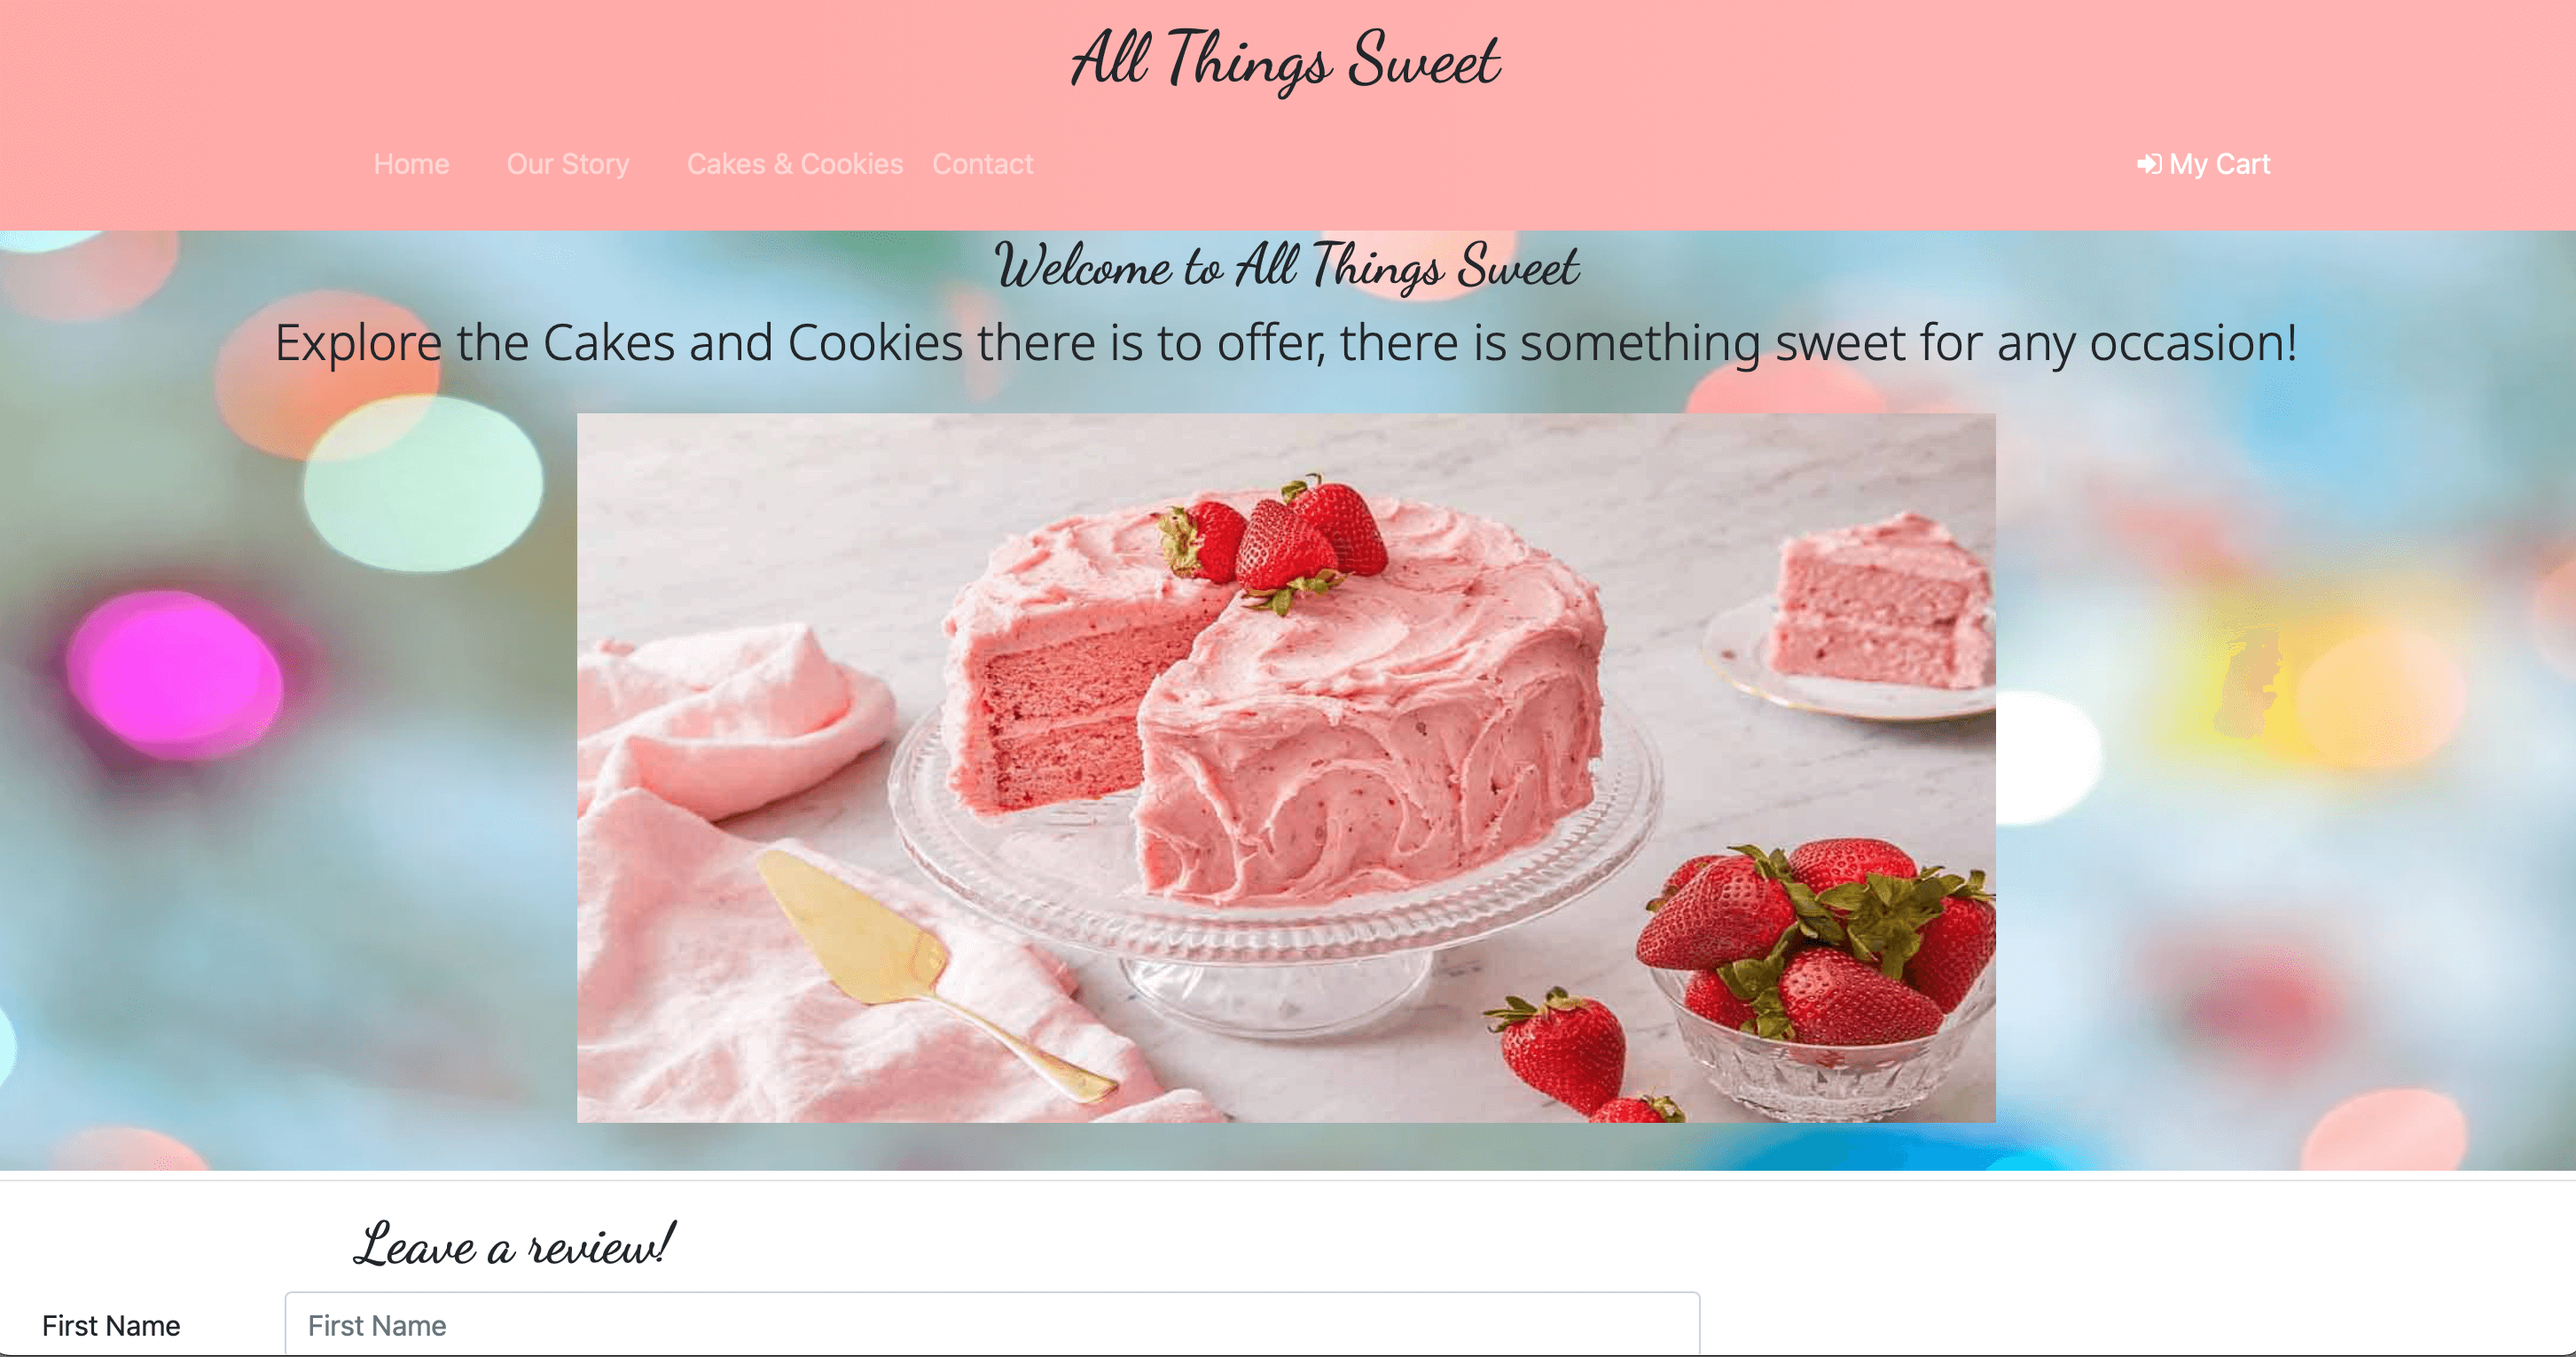 All Things Sweet
Home Our Story Cakes & Cookies Contact My Cart
Welcome to All Things Sweet
Explore the Cakes and Cookies there is to offer, there is something sweet for any occasion!
Leave a review!
First Name First Name